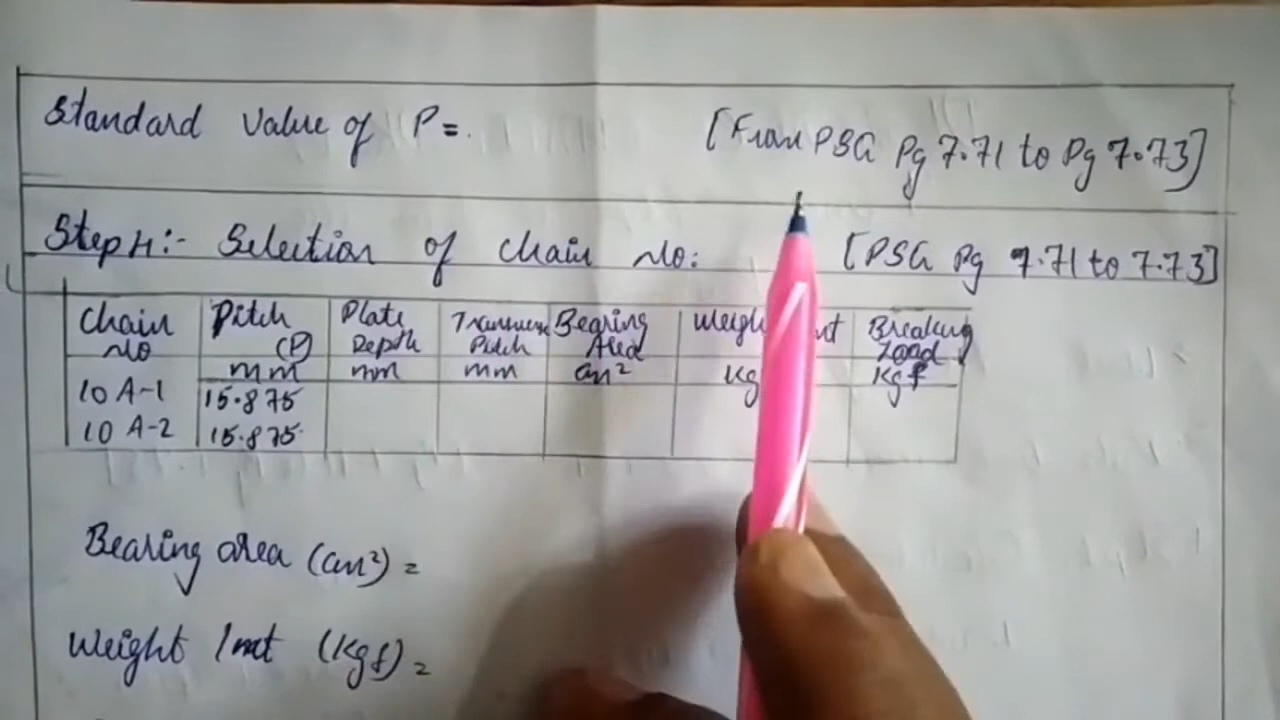 Standard Value of P =. [From PSG Pg 7.71 to Pg 7.73]
Step 4:- Selection of chain No: [PSG Pg 7.71 to 7.73]
Chain No Pitch (P) Plate Depth Transverse Pitch Bearing Area Breaking Load
mm mm mm cm² Kgf
10 A-1 15.875
10 A-2 15.875
Bearing area (cm²) =
Weight / mt (Kgf) =